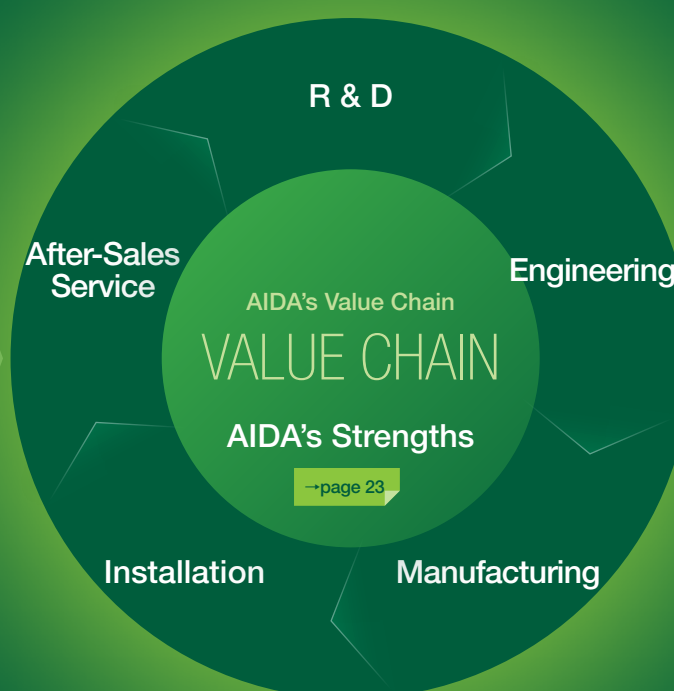 R & D
After-Sales
Service
Engineering
AIDA’s Value Chain
VALUE CHAIN
AIDA’s Strengths
→page 23
Installation
Manufacturing